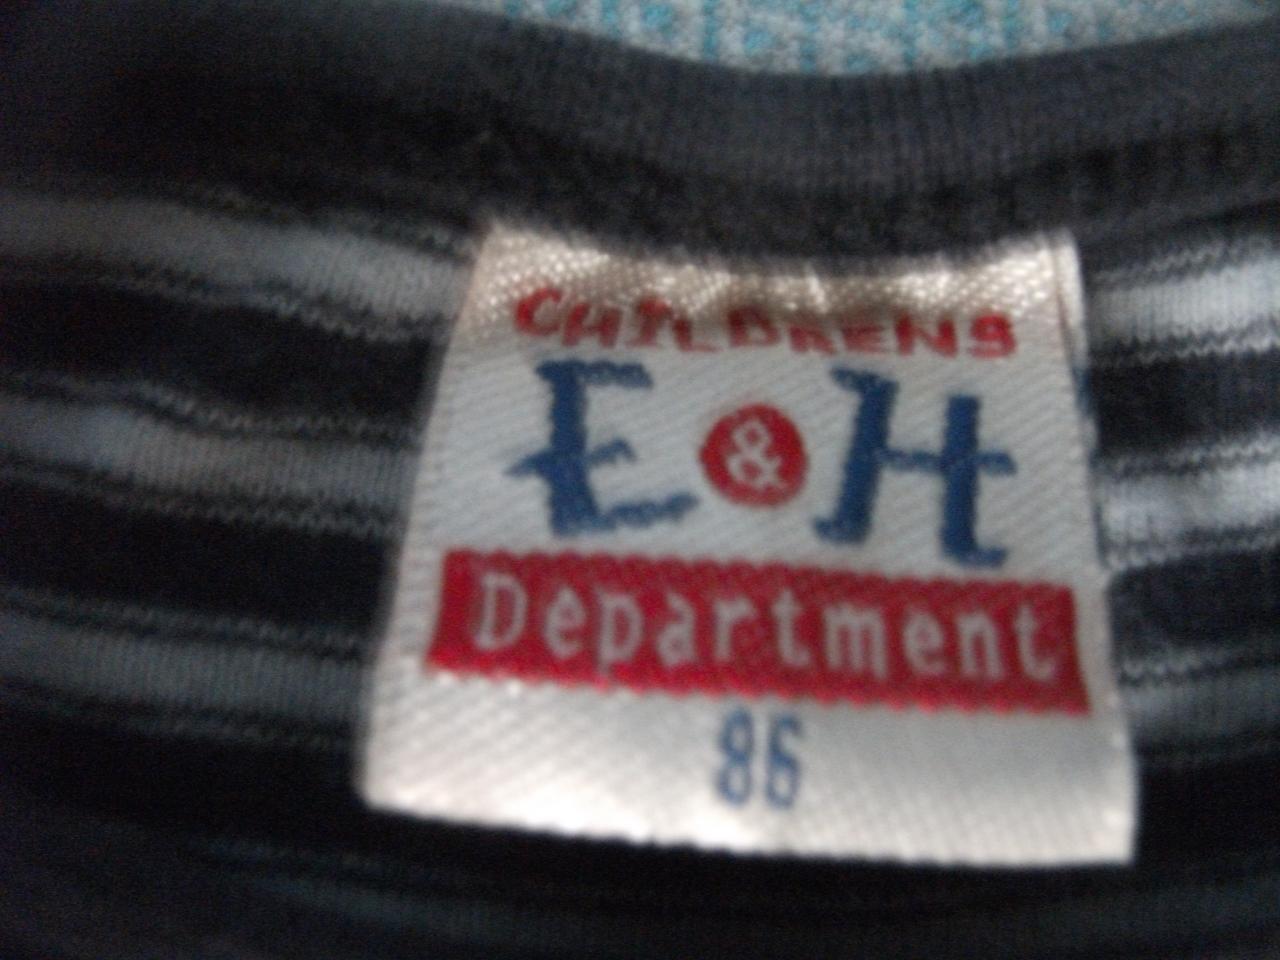 CHILDRENS
E & H
Department
86